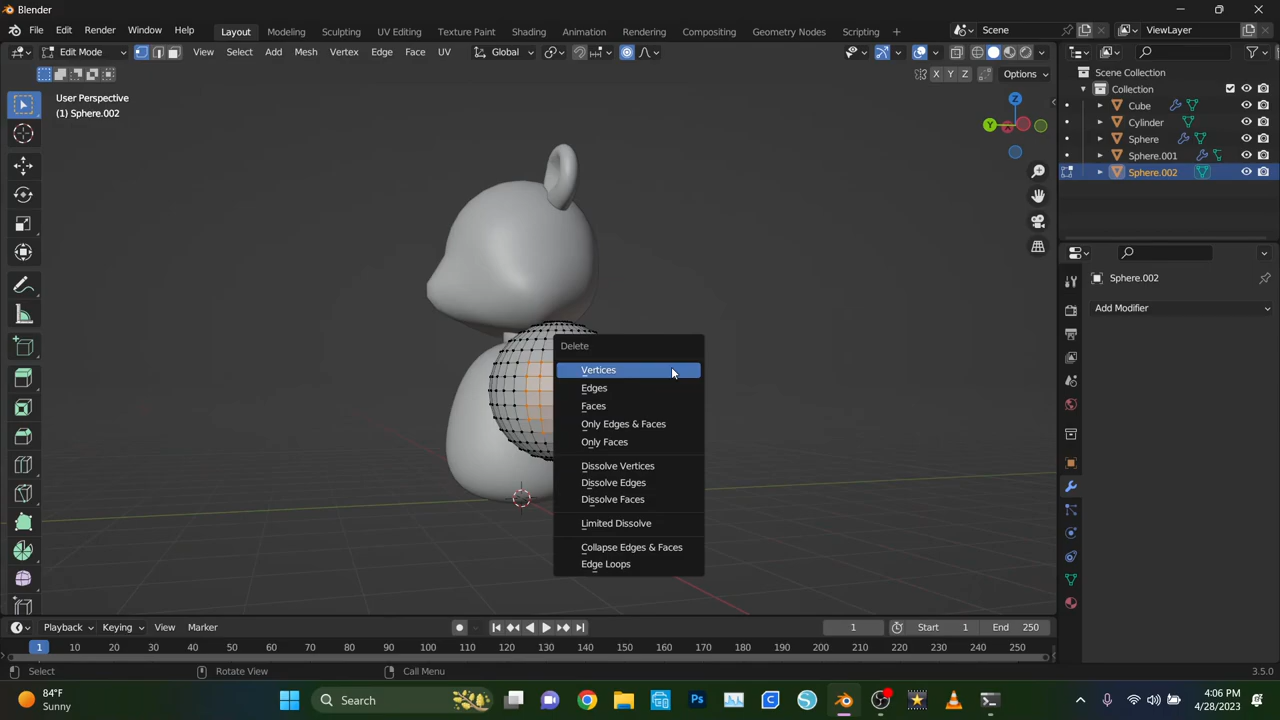 Blender
File Edit Render Window Help Layout Modeling Sculpting UV Editing Texture Paint Shading Animation Rendering Compositing Geometry Nodes Scripting + Scene ViewLayer
Edit Mode View Select Add Mesh Vertex Edge Face UV Global
X Y Z Options
User Perspective
(1) Sphere.002
Z
Y
Scene Collection
Collection
Cube
Cylinder
Sphere
Sphere.001
Sphere.002
Sphere.002
Add Modifier
Delete
Vertices
Edges
Faces
Only Edges & Faces
Only Faces
Dissolve Vertices
Dissolve Edges
Dissolve Faces
Limited Dissolve
Collapse Edges & Faces
Edge Loops
Playback Keying View Marker 1 Start 1 End 250
1 10 20 30 40 50 60 70 80 90 100 110 120 130 140 150 160 170 180 190 200 210 220 230 240 250
Select Rotate View Call Menu 3.5.0
84°F
Sunny
Search
4:06 PM
4/28/2023